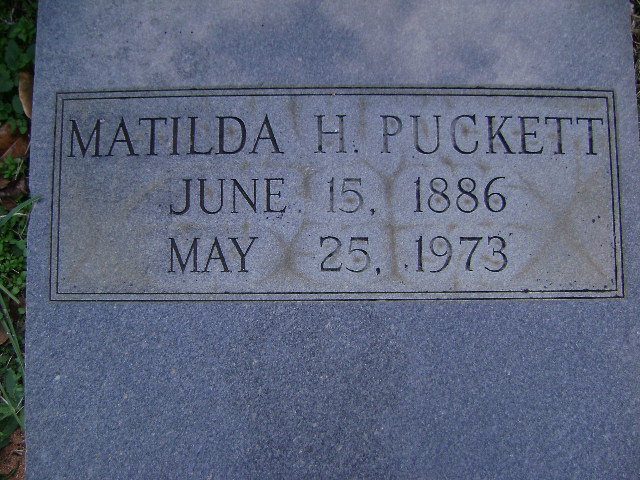 MATILDA H. PUCKETT
JUNE 15, 1886
MAY 25, 1973